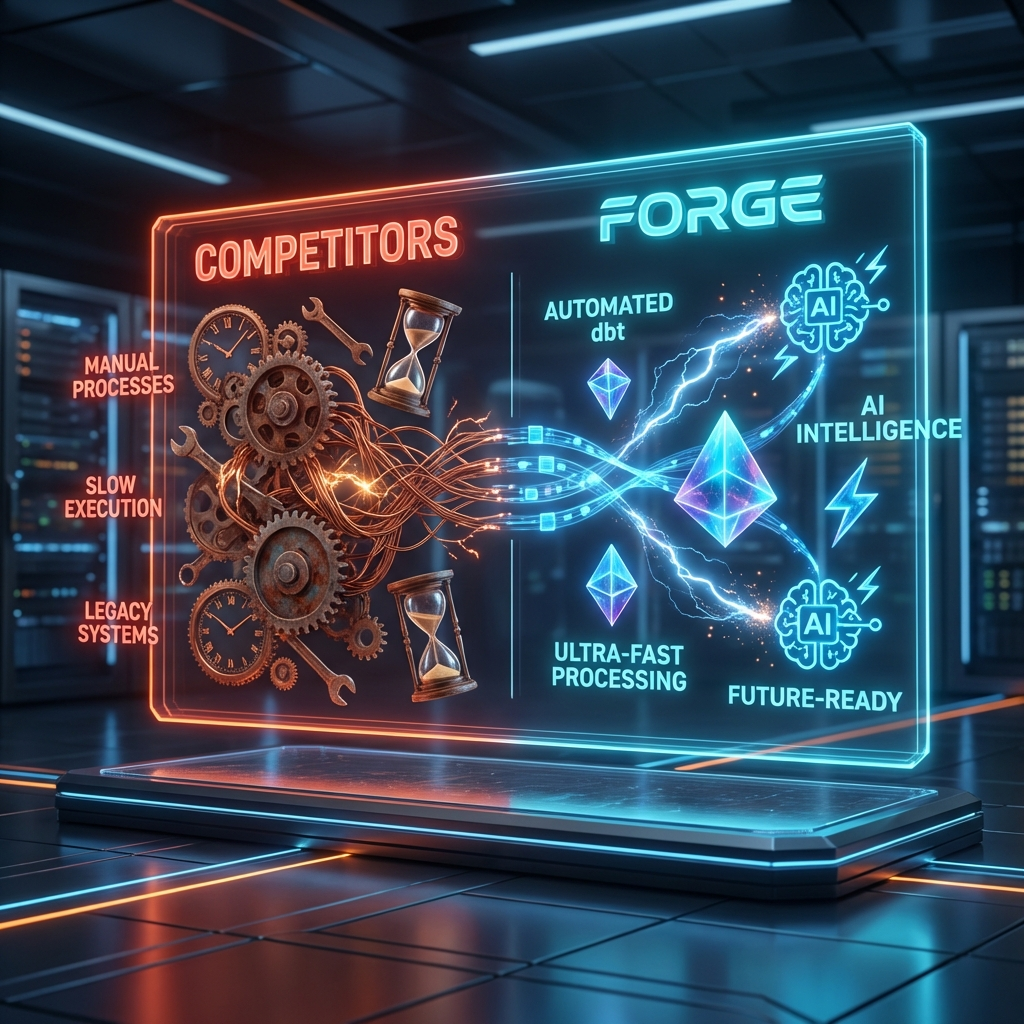 COMPETITORS
MANUAL
PROCESSES
SLOW
EXECUTION
LEGACY
SYSTEMS
FORGE
AUTOMATED
dbt
AI
AI
INTELLIGENCE
AI
ULTRA-FAST
PROCESSING
FUTURE-READY